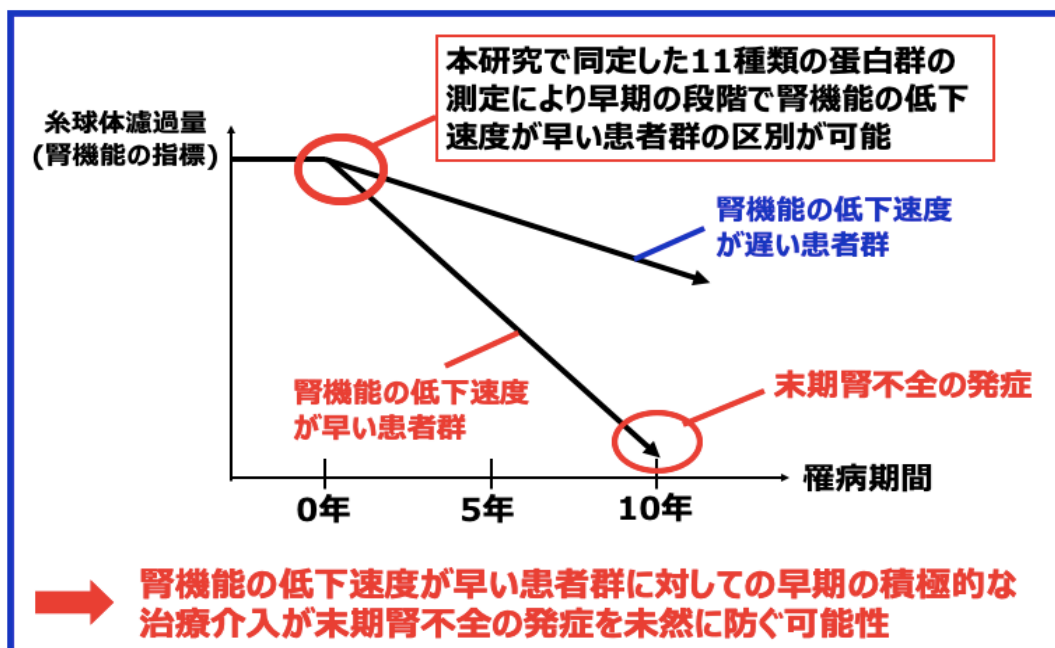 本研究で同定した11種類の蛋白群の
測定により早期の段階で腎機能の低下
速度が早い患者群の区別が可能
糸球体濾過量
(腎機能の指標)
腎機能の低下速度
が遅い患者群
腎機能の低下速度
が早い患者群
末期腎不全の発症
罹病期間
0年
5年
10年
腎機能の低下速度が早い患者群に対しての早期の積極的な
治療介入が末期腎不全の発症を未然に防ぐ可能性